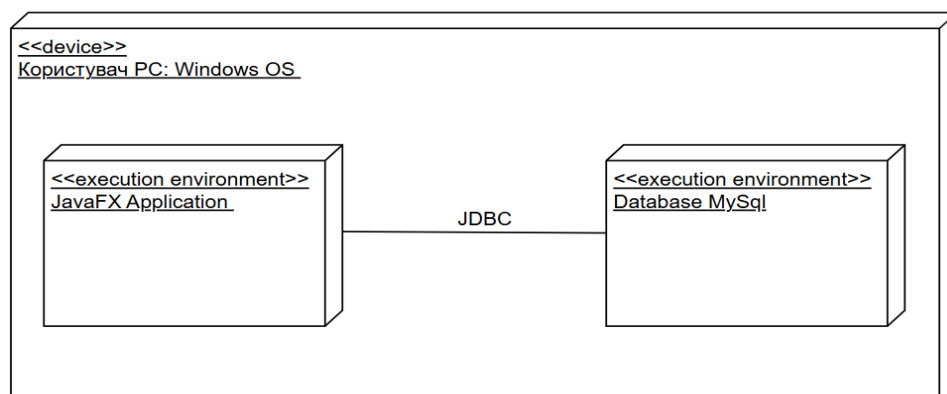 <<device>>
Користувач PC: Windows OS
<<execution environment>>
JavaFX Application
JDBC
<<execution environment>>
Database MySql